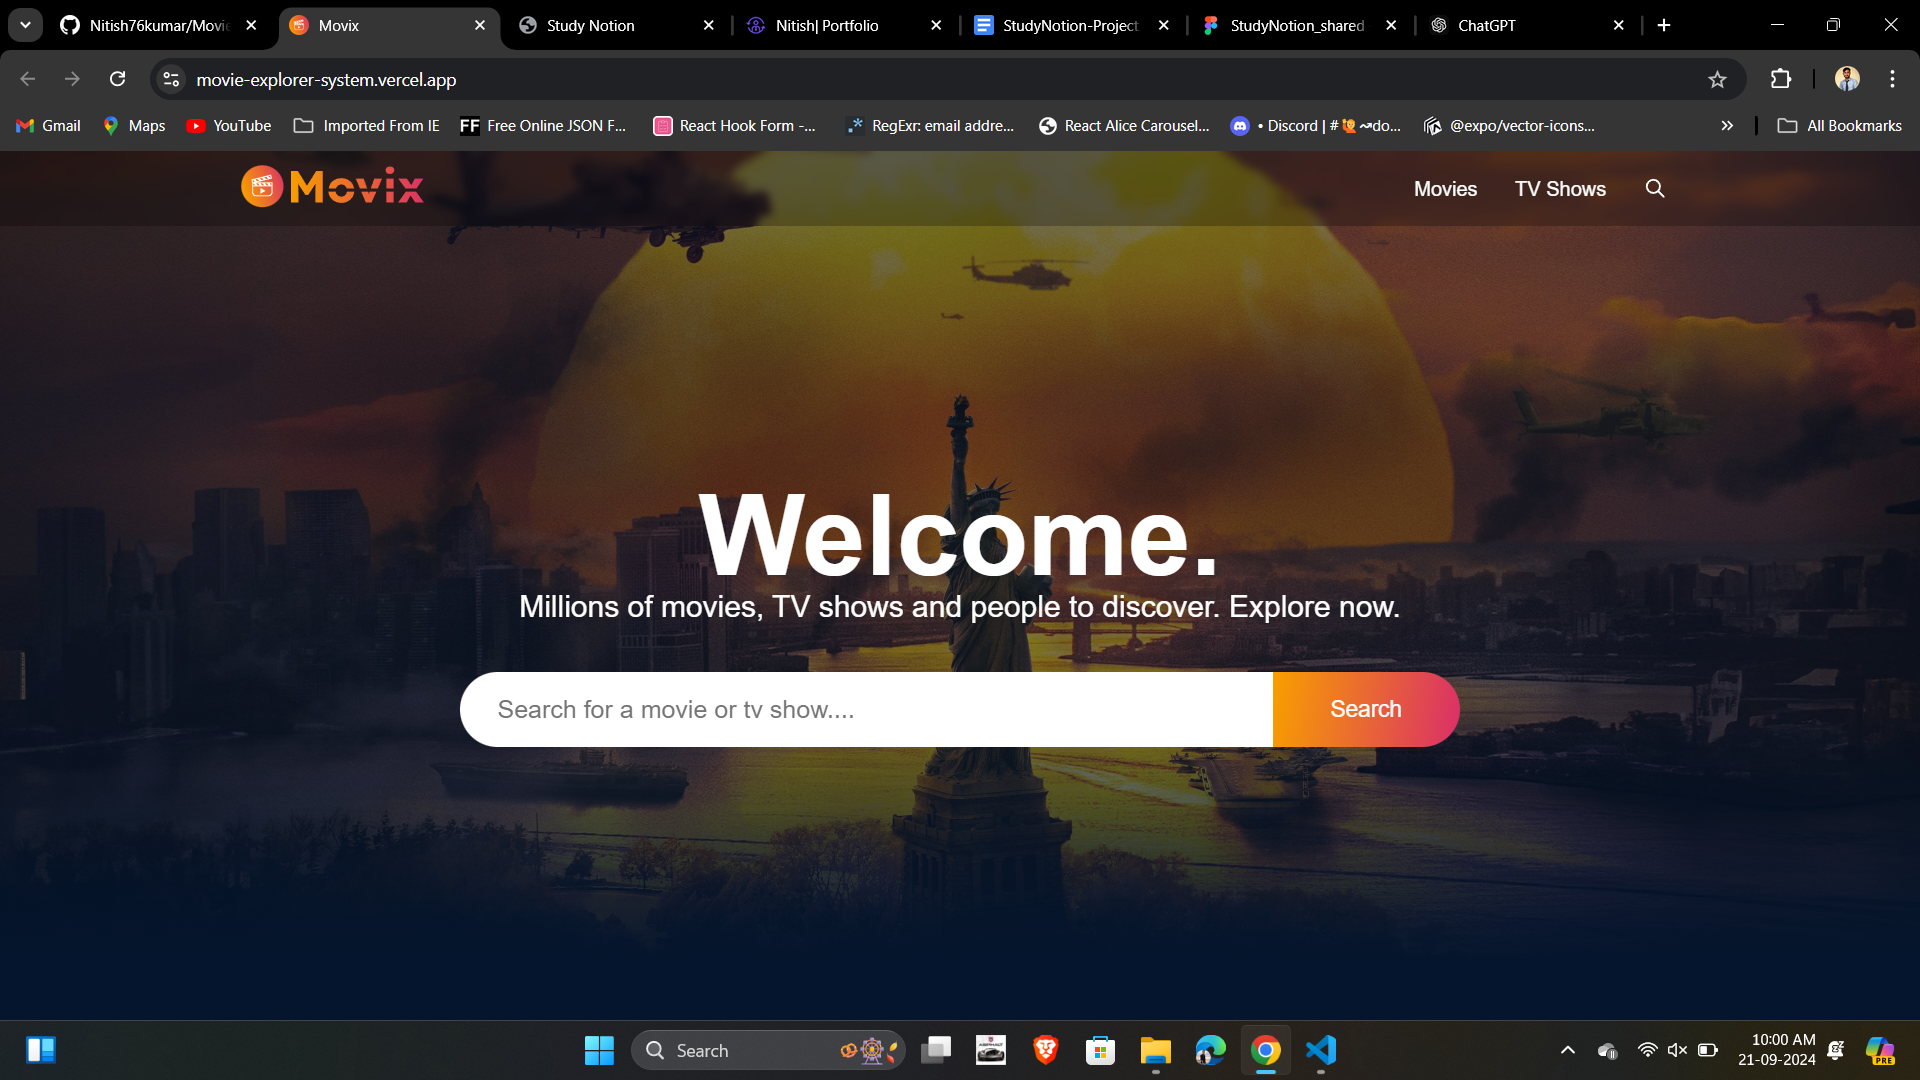 Nitish76kumar/Movie
Movix
Study Notion
Nitish| Portfolio
StudyNotion-Project
StudyNotion_shared
ChatGPT
movie-explorer-system.vercel.app
Gmail
Maps
YouTube
Imported From IE
FF Free Online JSON F...
React Hook Form -...
RegExr: email addre...
React Alice Carousel...
• Discord | #🙋↝do...
@expo/vector-icons...
All Bookmarks
Movix
Movies
TV Shows
Welcome.
Millions of movies, TV shows and people to discover. Explore now.
Search for a movie or tv show....
Search
Search
10:00 AM
21-09-2024
PRE